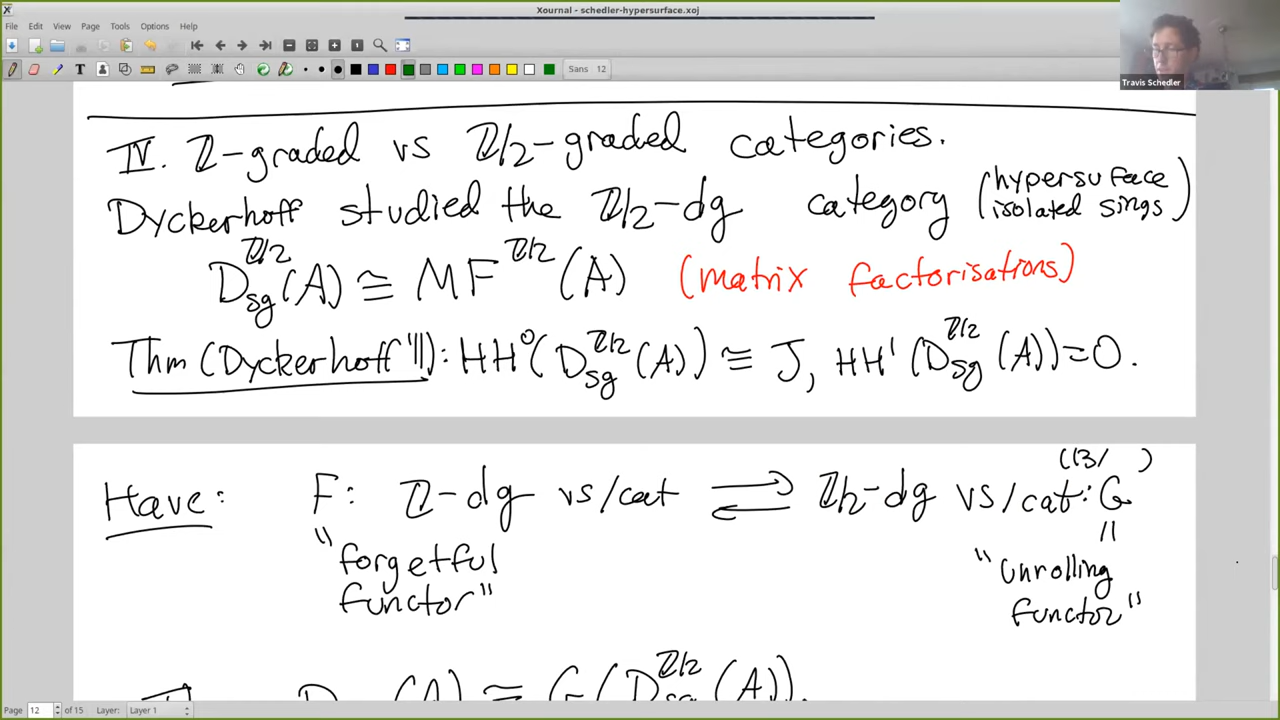 Xournal - schedler-hypersurface.xoj
File Edit View Page Tools Options Help
Sans 12
Travis Schedler
IV. ℤ-graded vs ℤ/2-graded categories.
Dyckerhoff studied the ℤ/2-dg category (hypersurface isolated sings)
D_sg^{ℤ/2}(A) ≅ MF^{ℤ/2}(A) (matrix factorisations)
Thm (Dyckerhoff '11): HH^0(D_sg^{ℤ/2}(A)) ≅ J, HH^1(D_sg^{ℤ/2}(A))=0.
(13/ )
Have: F: ℤ-dg vs/cat ⇌ ℤ/2-dg vs/cat: G
"forgetful functor"
"unrolling functor"
(A) ≅ G(D_sg^{ℤ/2}(A)).
Page 12 of 15 Layer: Layer 1